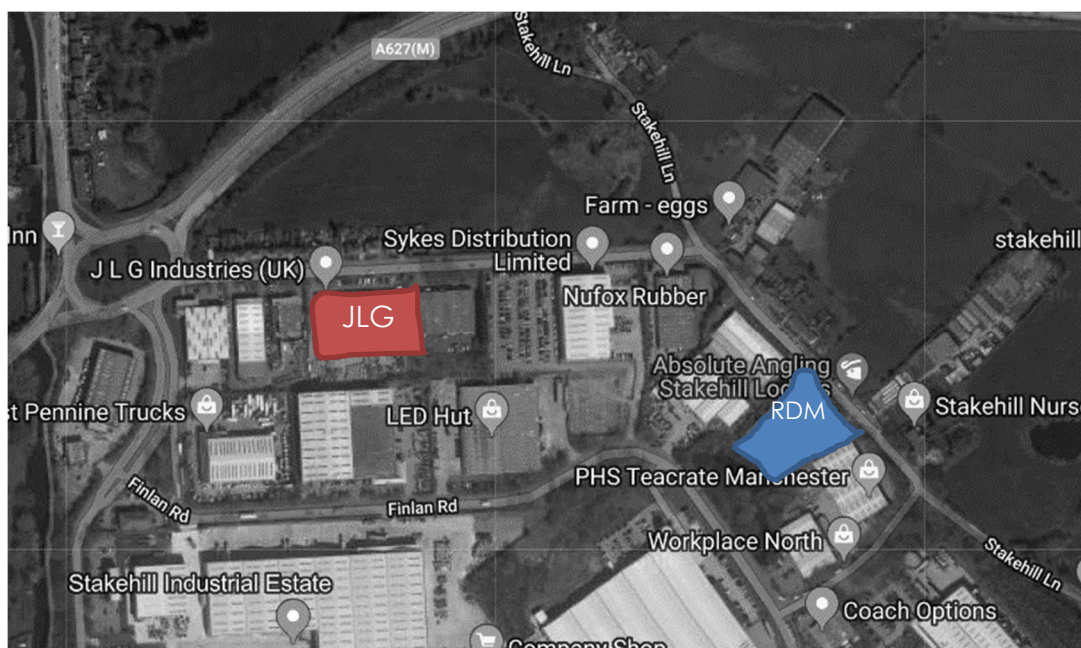 Stakehill Ln
A627(M)
Stakehill Ln
Farm - eggs
Inn
Sykes Distribution
Limited
stakehill
J L G Industries (UK)
Nufox Rubber
JLG
Absolute Angling
Stakehill
RDM
st Pennine Trucks
LED Hut
Stakehill Nurs
PHS Teacrate Manchester
Finlan Rd
Finlan Rd
Workplace North
Stakehill Ln
Stakehill Industrial Estate
Coach Options
Company Shop